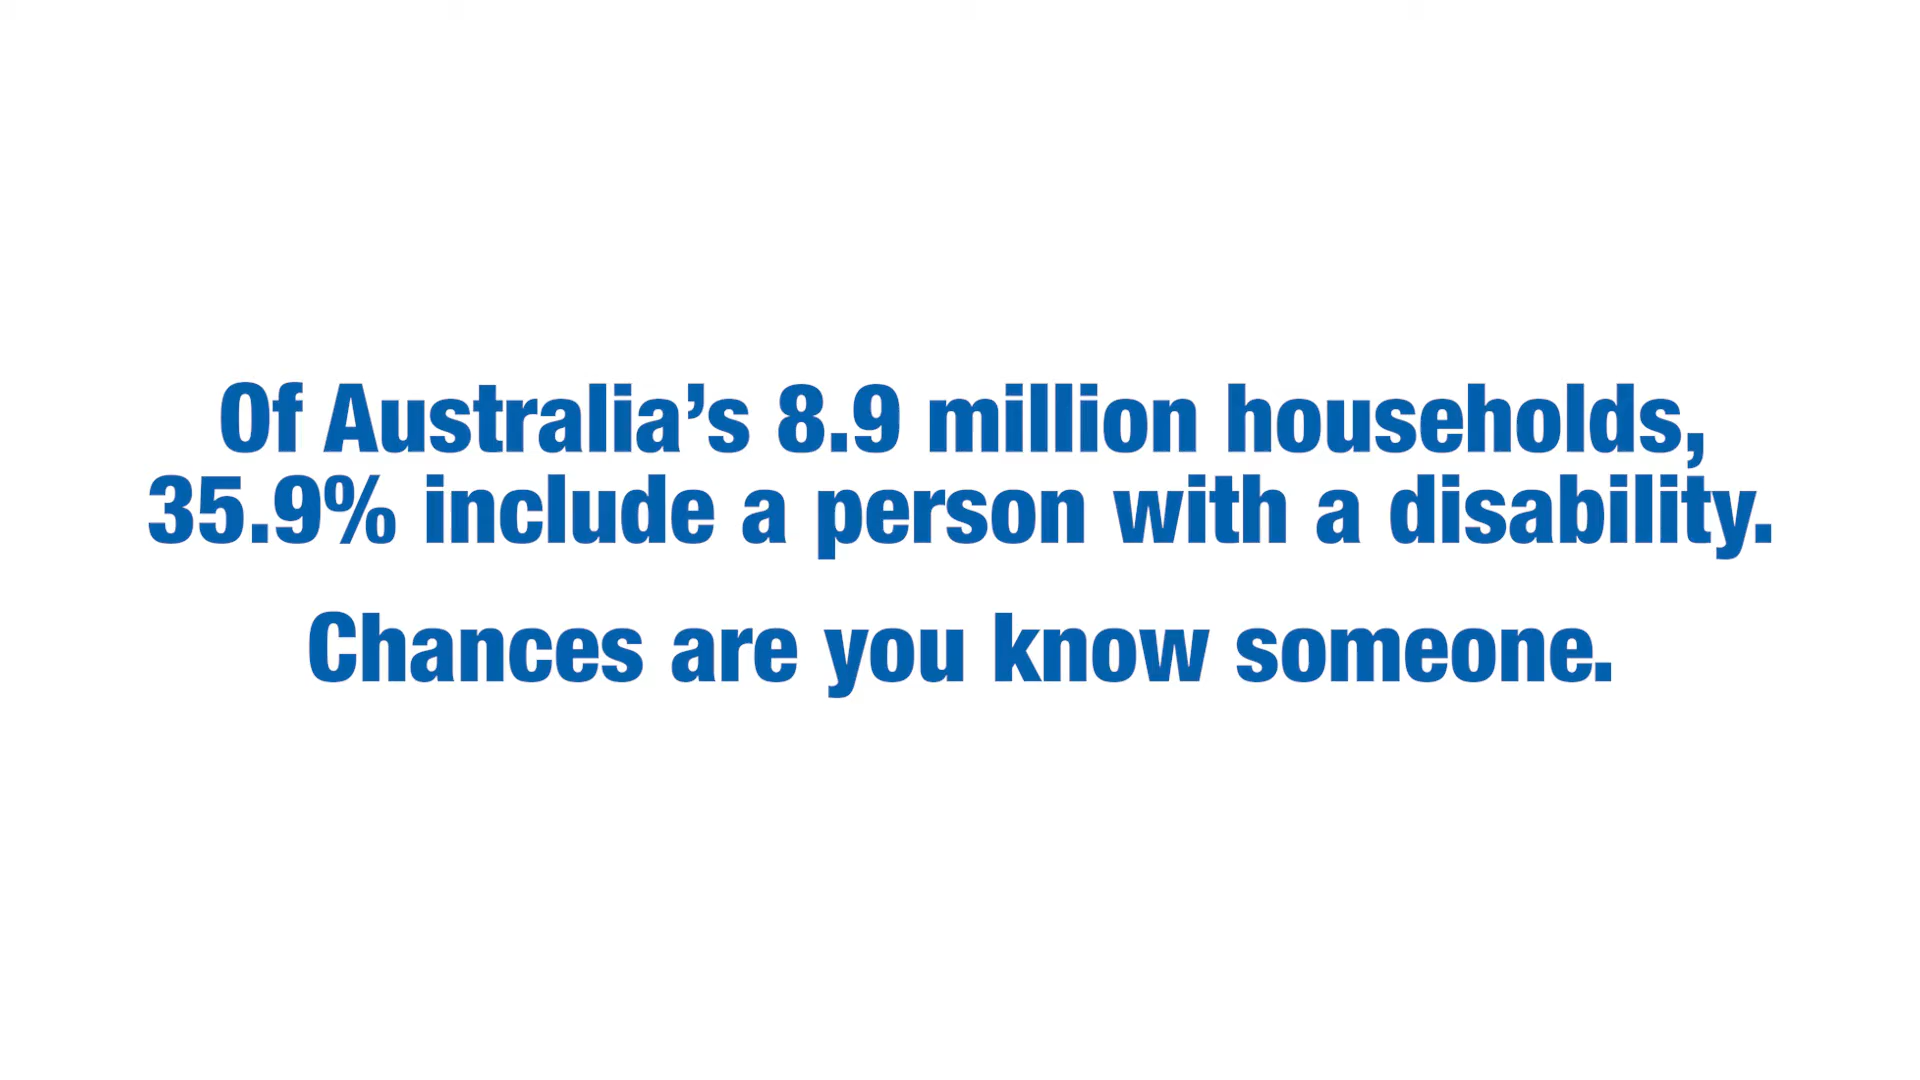 Of Australia’s 8.9 million households,
35.9% include a person with a disability.
Chances are you know someone.